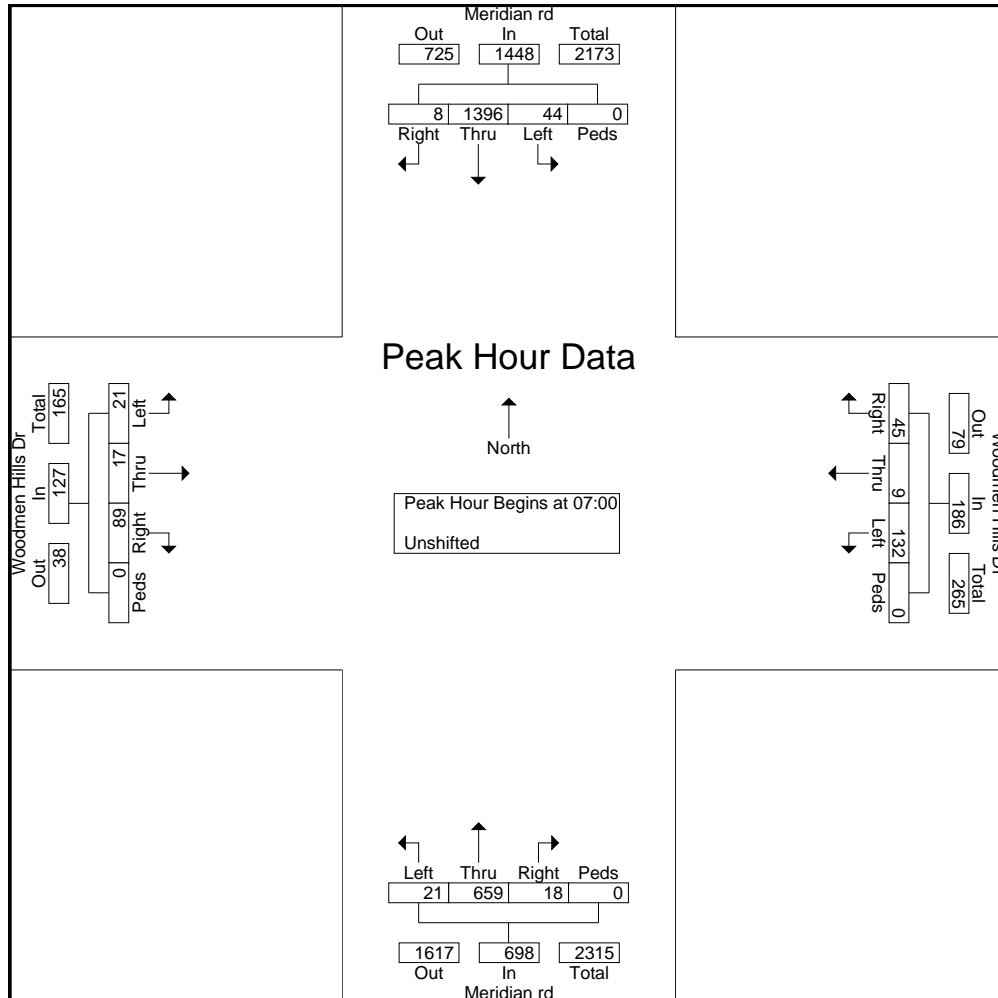 Meridian rd
Out In Total
725 1448 2173
8 1396 44 0
Right Thru Left Peds
Peak Hour Data
North
Peak Hour Begins at 07:00
Unshifted
Woodmen Hills Dr
Total In Out
165 127 38
21 17 89 0
Left Thru Right Peds
Right Thru Left Peds
45 9 132 0
79 186 265
Out In Total
Woodmen Hills Dr
Left Thru Right Peds
21 659 18 0
1617 698 2315
Out In Total
Meridian rd